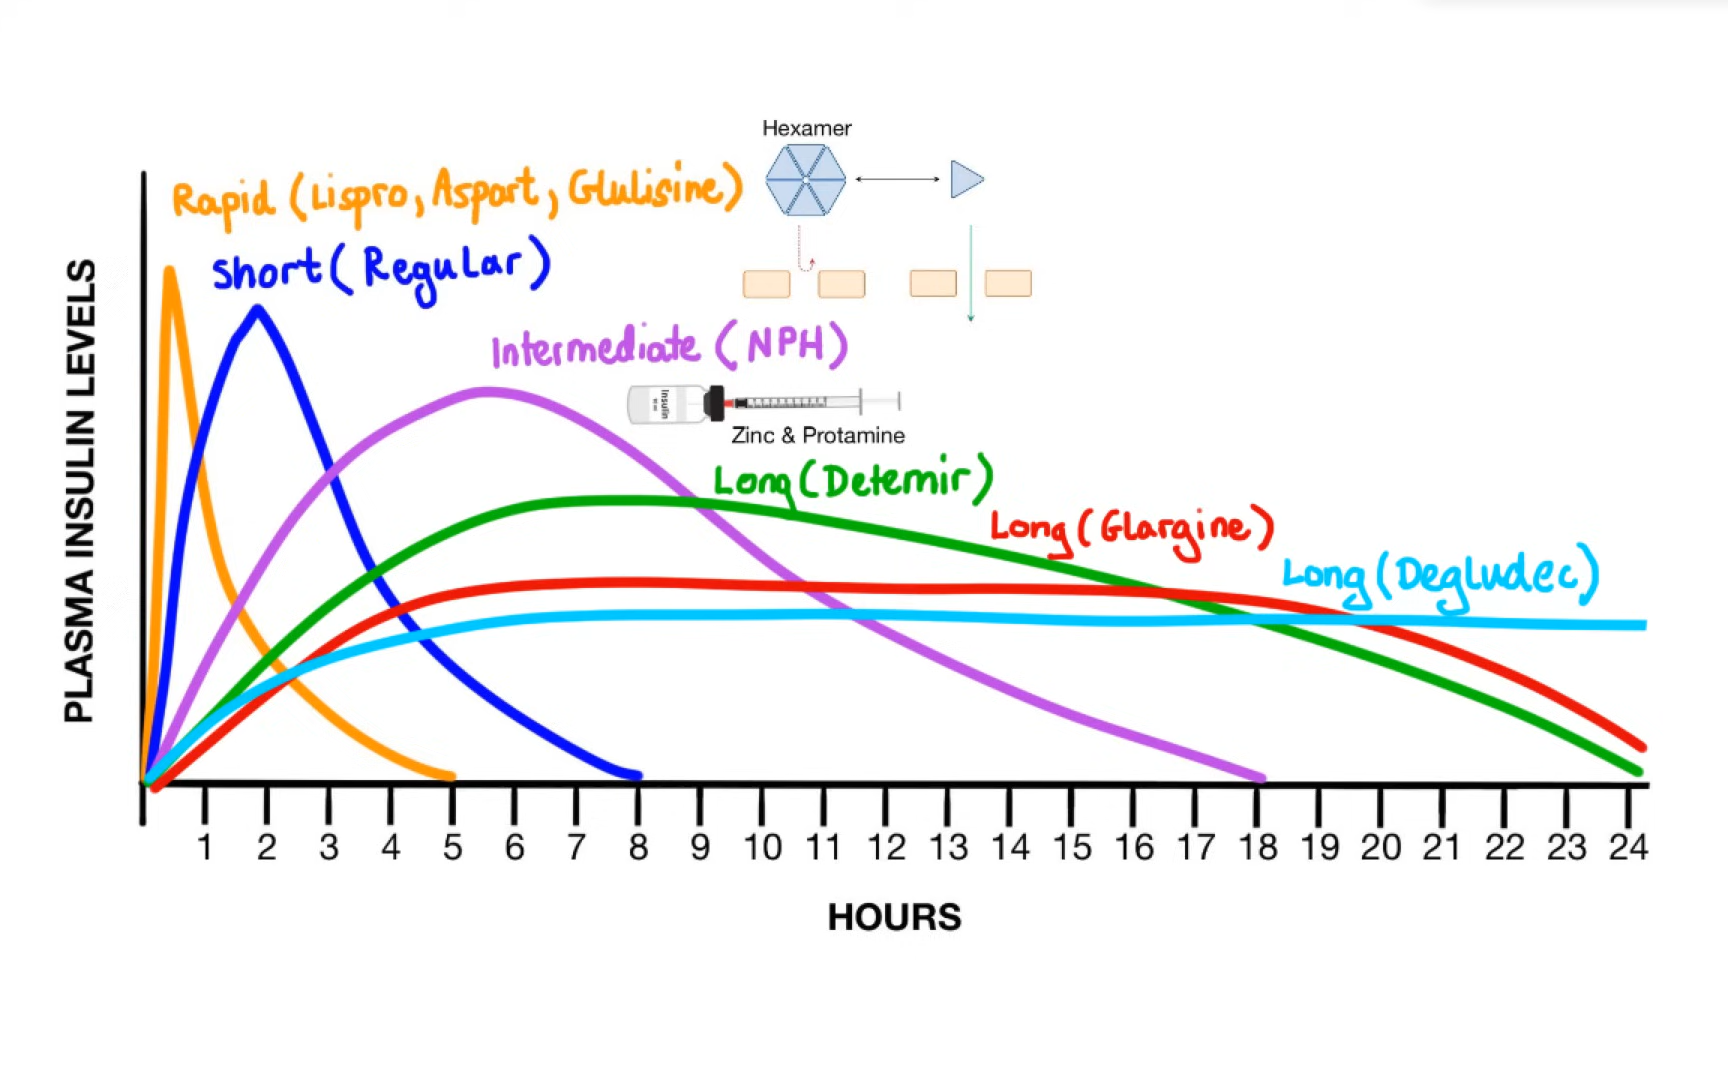 Hexamer
Rapid (Lispro, Aspart, Glulisine)
Short (Regular)
Intermediate (NPH)
Insulin
Zinc & Protamine
Long (Detemir)
Long (Glargine)
Long (Degludec)
PLASMA INSULIN LEVELS
1 2 3 4 5 6 7 8 9 10 11 12 13 14 15 16 17 18 19 20 21 22 23 24
HOURS